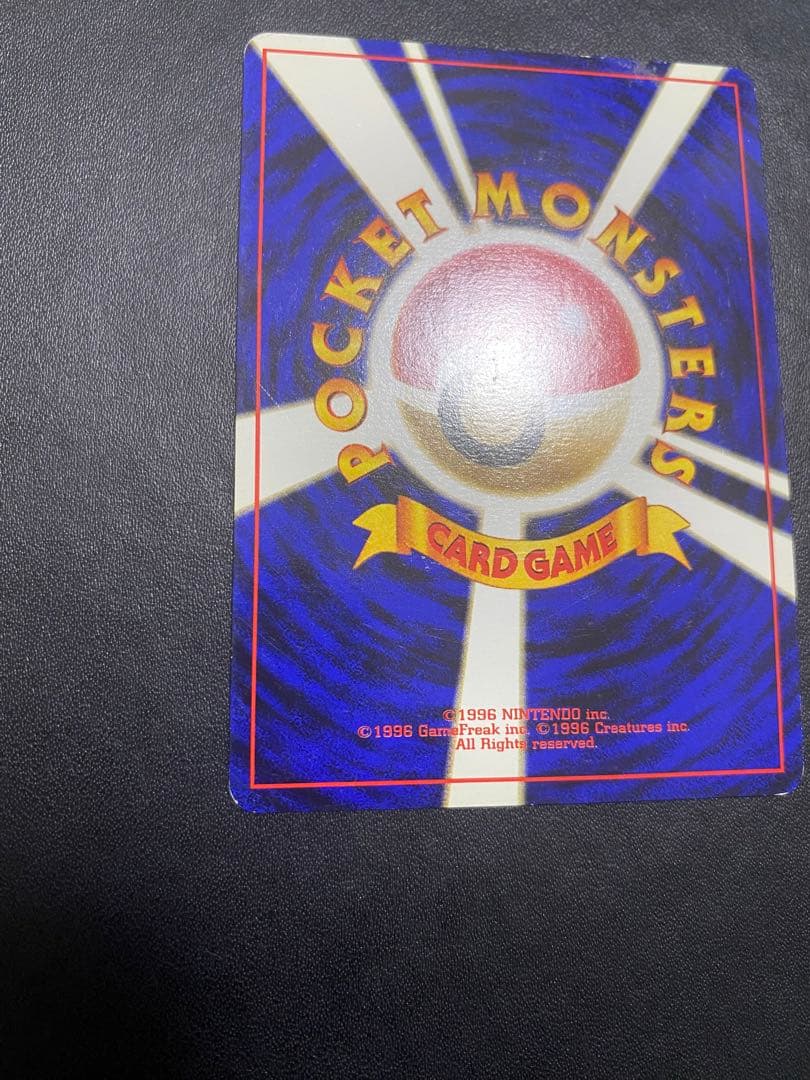 POCKET MONSTERS
CARD GAME
©1996 NINTENDO inc.
©1996 GameFreak inc. ©1996 Creatures inc.
All Rights reserved.